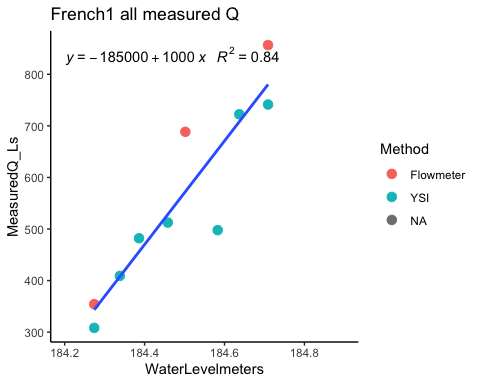 French1 all measured Q
y = − 185000 + 1000 x R² = 0.84
MeasuredQ_Ls
800
700
600
500
400
300
184.2 184.4 184.6 184.8
WaterLevelmeters
Method
Flowmeter
YSI
NA